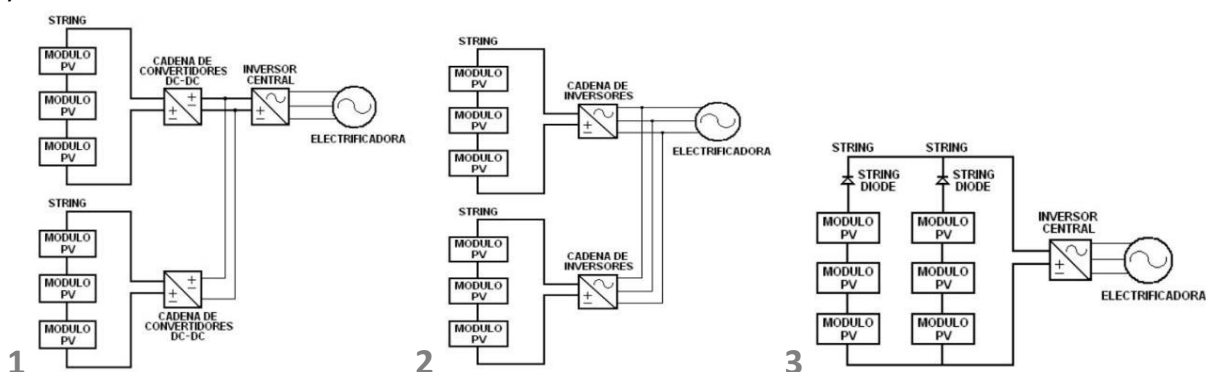 STRING
MODULO
PV
MODULO
PV
MODULO
PV
CADENA DE
CONVERTIDORES
DC-DC
INVERSOR
CENTRAL
ELECTRIFICADORA
STRING
MODULO
PV
MODULO
PV
MODULO
PV
CADENA DE
CONVERTIDORES
DC-DC
1
STRING
MODULO
PV
MODULO
PV
MODULO
PV
CADENA DE
INVERSORES
ELECTRIFICADORA
STRING
MODULO
PV
MODULO
PV
MODULO
PV
CADENA DE
INVERSORES
2
STRING
STRING
STRING
DIODE
STRING
DIODE
MODULO
PV
MODULO
PV
MODULO
PV
MODULO
PV
MODULO
PV
MODULO
PV
INVERSOR
CENTRAL
ELECTRIFICADORA
3